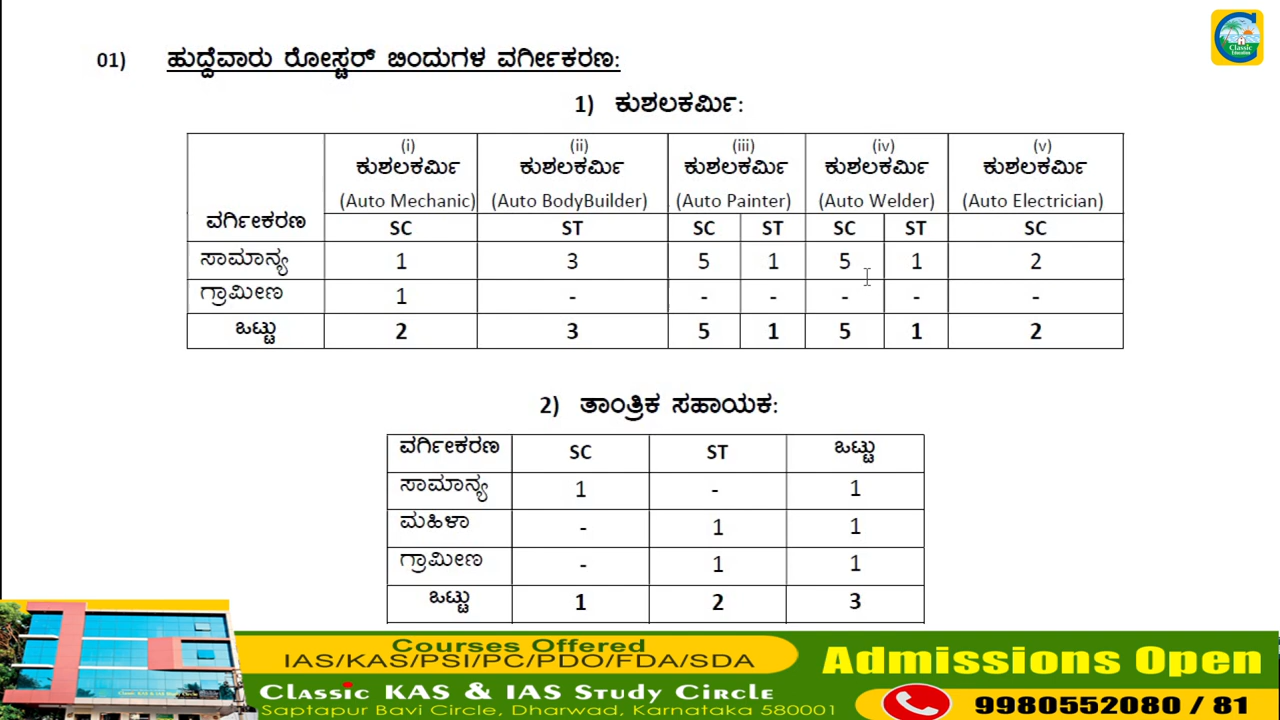 01) ಹುದ್ದೆವಾರು ರೋಸ್ಟರ್ ಬಿಂದುಗಳ ವರ್ಗೀಕರಣ:
1) ಕುಶಲಕರ್ಮಿ:
(i) (ii) (iii) (iv) (v)
ಕುಶಲಕರ್ಮಿ ಕುಶಲಕರ್ಮಿ ಕುಶಲಕರ್ಮಿ ಕುಶಲಕರ್ಮಿ ಕುಶಲಕರ್ಮಿ
(Auto Mechanic) (Auto BodyBuilder) (Auto Painter) (Auto Welder) (Auto Electrician)
ವರ್ಗೀಕರಣ SC ST SC ST SC ST SC
ಸಾಮಾನ್ಯ 1 3 5 1 5 1 2
ಗ್ರಾಮೀಣ 1 - - - - - -
ಒಟ್ಟು 2 3 5 1 5 1 2
2) ತಾಂತ್ರಿಕ ಸಹಾಯಕ:
ವರ್ಗೀಕರಣ SC ST ಒಟ್ಟು
ಸಾಮಾನ್ಯ 1 - 1
ಮಹಿಳಾ - 1 1
ಗ್ರಾಮೀಣ - 1 1
ಒಟ್ಟು 1 2 3
Classic
Education
Courses Offered
IAS/KAS/PSI/PC/PDO/FDA/SDA
Classic KAS & IAS Study Circle
Saptapur Bavi Circle, Dharwad, Karnataka 580001
Admissions Open
9980552080 / 81